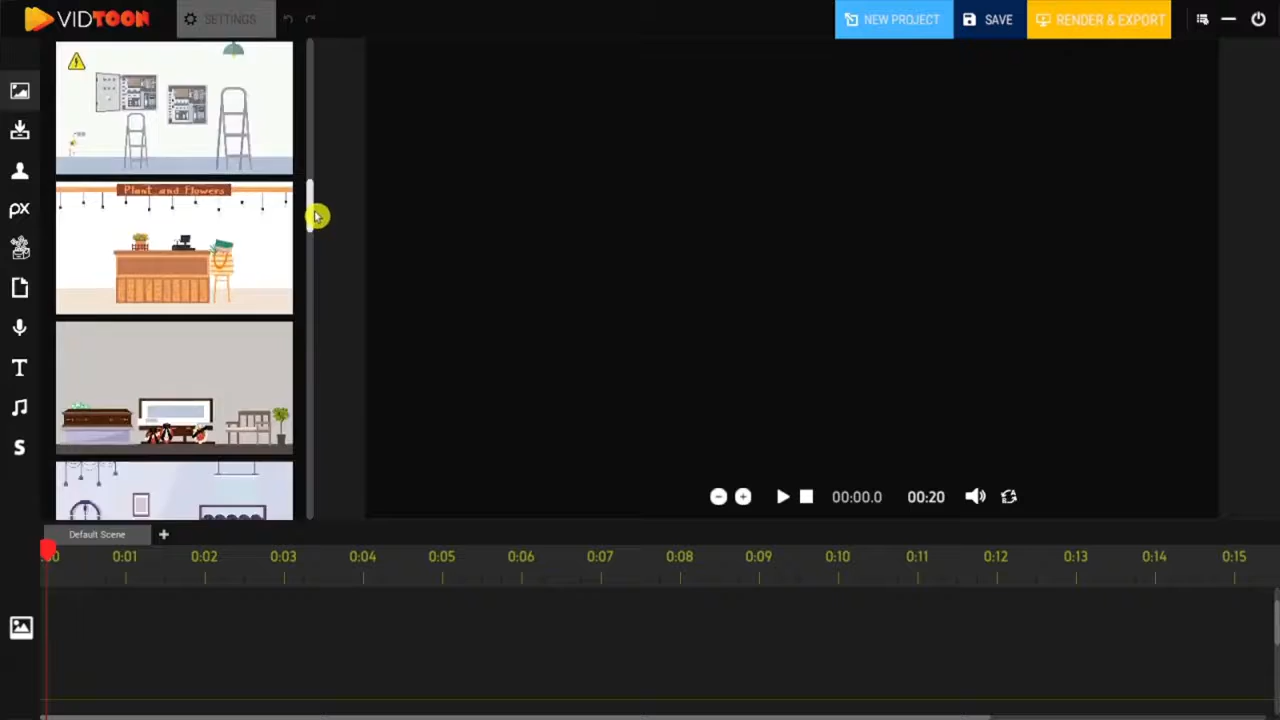 VIDTOON
SETTINGS
NEW PROJECT
SAVE
RENDER & EXPORT
px
T
S
Plant and Flowers
00:00.0
00:20
Default Scene
0:01 0:02 0:03 0:04 0:05 0:06 0:07 0:08 0:09 0:10 0:11 0:12 0:13 0:14 0:15